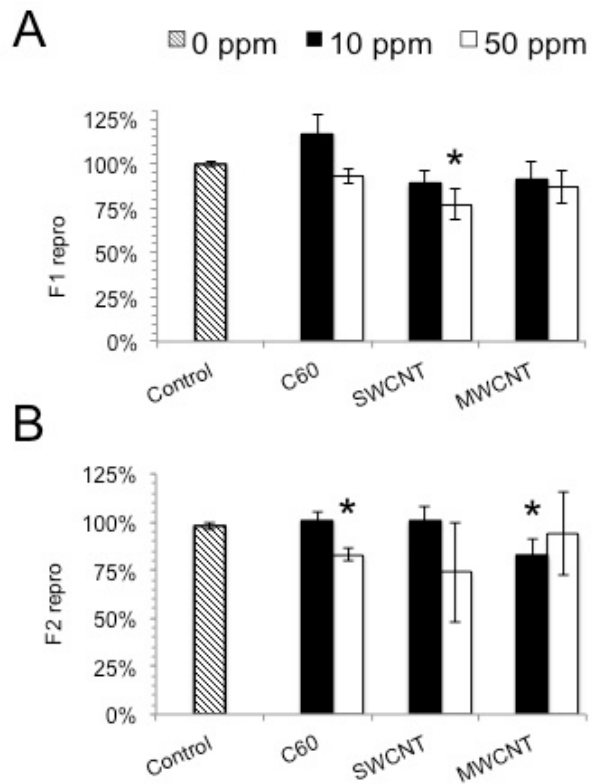 A
0 ppm 10 ppm 50 ppm
125%
100%
75%
50%
25%
0%
F1 repro
*
Control C60 SWCNT MWCNT
B
125%
100%
75%
50%
25%
0%
F2 repro
* *
Control C60 SWCNT MWCNT